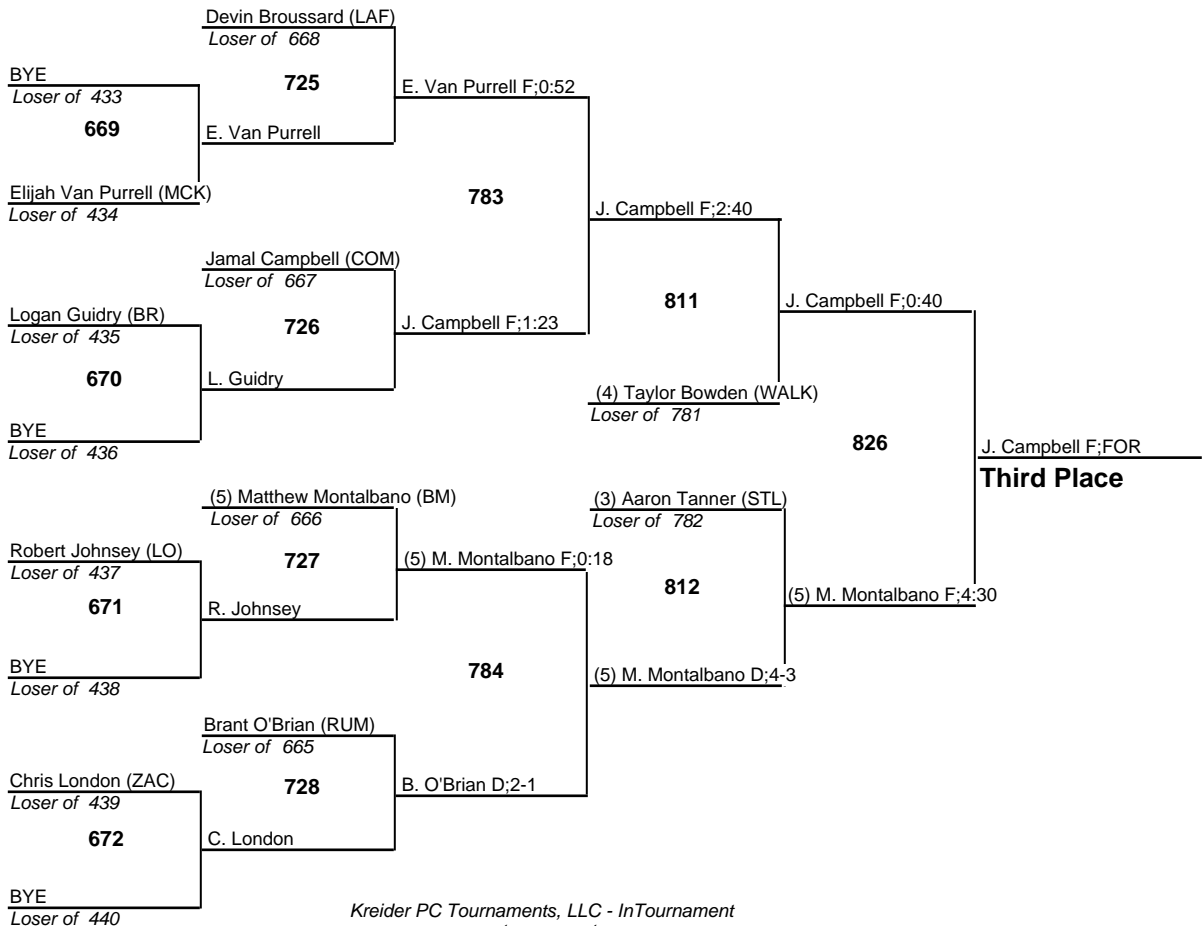 Devin Broussard (LAF)
Loser of 668
BYE
Loser of 433
725
E. Van Purrell F;0:52
669
E. Van Purrell
Elijah Van Purrell (MCK)
Loser of 434
783
J. Campbell F;2:40
Jamal Campbell (COM)
Loser of 667
Logan Guidry (BR)
Loser of 435
726
J. Campbell F;1:23
811
J. Campbell F;0:40
670
L. Guidry
(4) Taylor Bowden (WALK)
Loser of 781
BYE
Loser of 436
826
J. Campbell F;FOR
Third Place
(5) Matthew Montalbano (BM)
Loser of 666
(3) Aaron Tanner (STL)
Loser of 782
Robert Johnsey (LO)
Loser of 437
727
(5) M. Montalbano F;0:18
671
R. Johnsey
812
(5) M. Montalbano F;4:30
BYE
Loser of 438
784
(5) M. Montalbano D;4-3
Brant O'Brian (RUM)
Loser of 665
Chris London (ZAC)
Loser of 439
728
B. O'Brian D;2-1
672
C. London
BYE
Loser of 440
Kreider PC Tournaments, LLC - InTournament